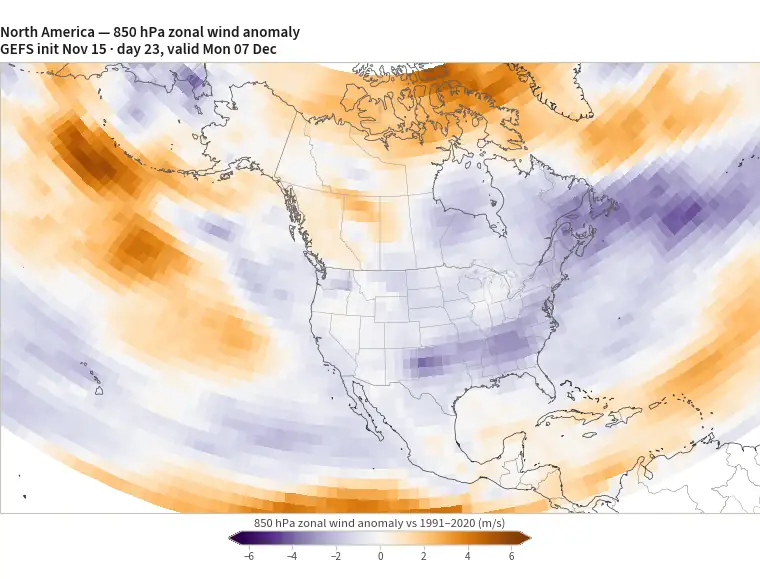 North America — 850 hPa zonal wind anomaly
GEFS init Nov 15 · day 23, valid Mon 07 Dec
850 hPa zonal wind anomaly vs 1991–2020 (m/s)
−6 −4 −2 0 2 4 6